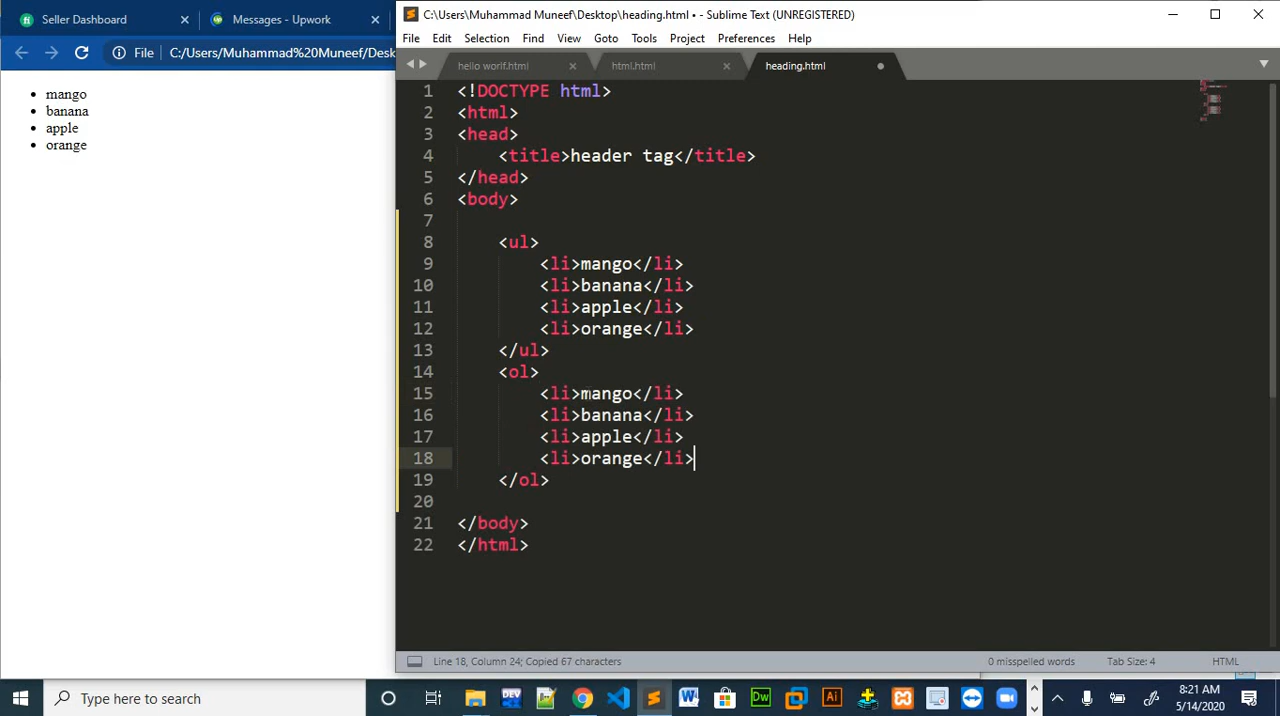 Seller Dashboard
Messages - Upwork
File C:/Users/Muhammad%20Muneef/Desk
mango
banana
apple
orange
C:\Users\Muhammad Muneef\Desktop\heading.html • - Sublime Text (UNREGISTERED)
File Edit Selection Find View Goto Tools Project Preferences Help
hello worlf.html html.html heading.html
1 <!DOCTYPE html>
2 <html>
3 <head>
4 <title>header tag</title>
5 </head>
6 <body>
7
8 <ul>
9 <li>mango</li>
10 <li>banana</li>
11 <li>apple</li>
12 <li>orange</li>
13 </ul>
14 <ol>
15 <li>mango</li>
16 <li>banana</li>
17 <li>apple</li>
18 <li>orange</li>
19 </ol>
20
21 </body>
22 </html>
Line 18, Column 24; Copied 67 characters 0 misspelled words Tab Size: 4 HTML
Type here to search
DEV
Dw
Ai
8:21 AM
5/14/2020